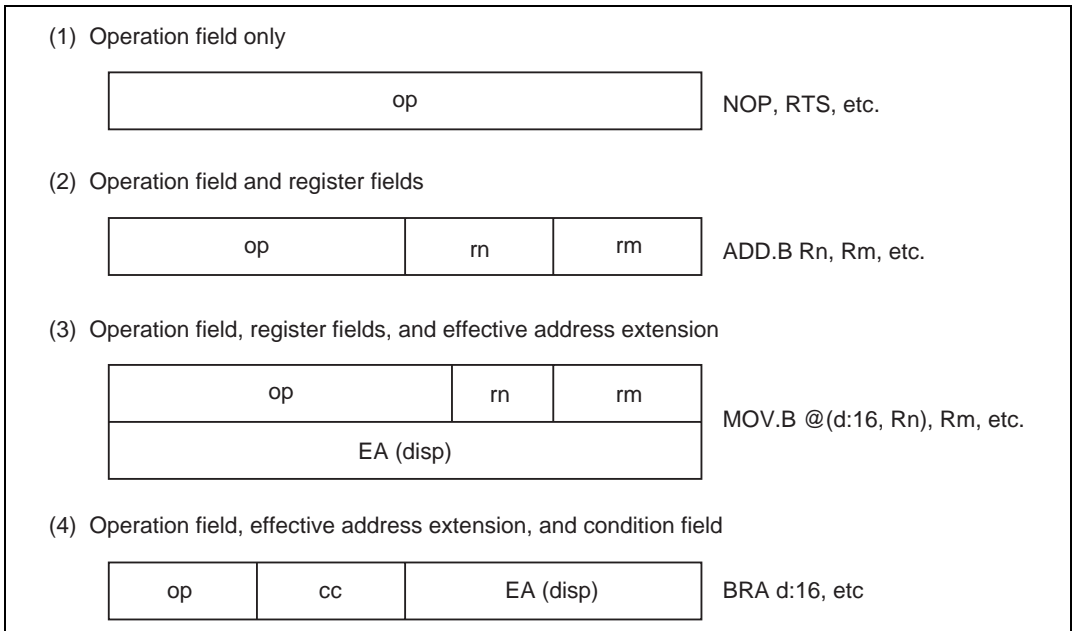 (1) Operation field only
op
NOP, RTS, etc.
(2) Operation field and register fields
op rn rm
ADD.B Rn, Rm, etc.
(3) Operation field, register fields, and effective address extension
op rn rm
EA (disp)
MOV.B @(d:16, Rn), Rm, etc.
(4) Operation field, effective address extension, and condition field
op cc EA (disp)
BRA d:16, etc